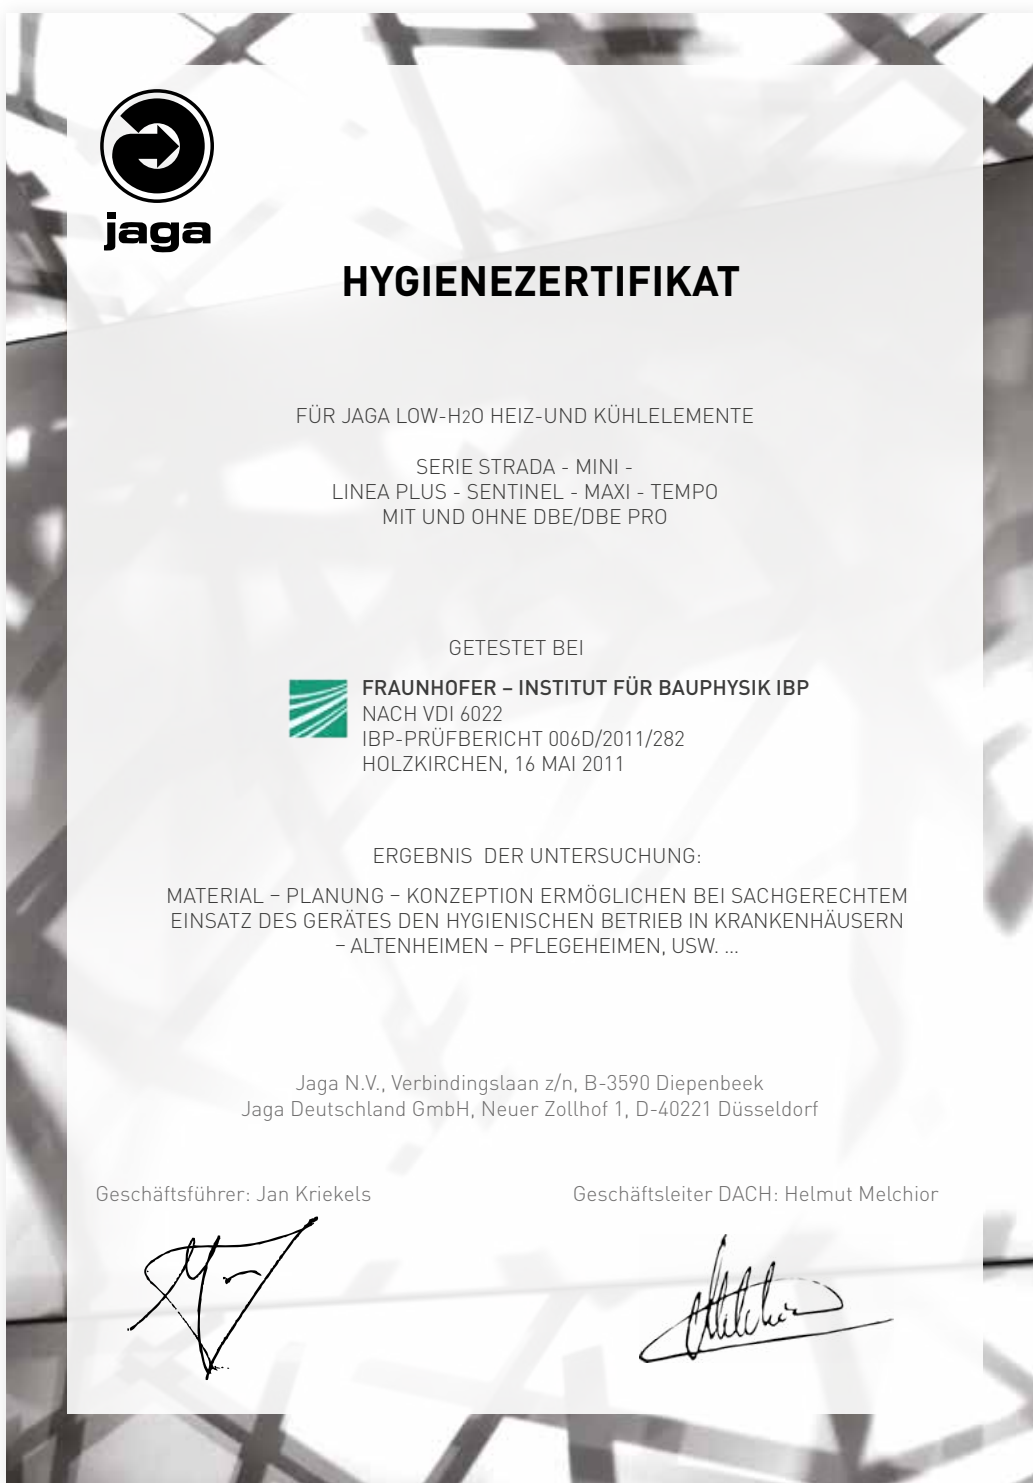 jaga
HYGIENEZERTIFIKAT
FÜR JAGA LOW-H2O HEIZ-UND KÜHLELEMENTE
SERIE STRADA - MINI -
LINEA PLUS - SENTINEL - MAXI - TEMPO
MIT UND OHNE DBE/DBE PRO
GETESTET BEI
FRAUNHOFER – INSTITUT FÜR BAUPHYSIK IBP
NACH VDI 6022
IBP-PRÜFBERICHT 006D/2011/282
HOLZKIRCHEN, 16 MAI 2011
ERGEBNIS DER UNTERSUCHUNG:
MATERIAL – PLANUNG – KONZEPTION ERMÖGLICHEN BEI SACHGERECHTEM
EINSATZ DES GERÄTES DEN HYGIENISCHEN BETRIEB IN KRANKENHÄUSERN
– ALTENHEIMEN – PFLEGEHEIMEN, USW. ...
Jaga N.V., Verbindingslaan z/n, B-3590 Diepenbeek
Jaga Deutschland GmbH, Neuer Zollhof 1, D-40221 Düsseldorf
Geschäftsführer: Jan Kriekels
Geschäftsleiter DACH: Helmut Melchior